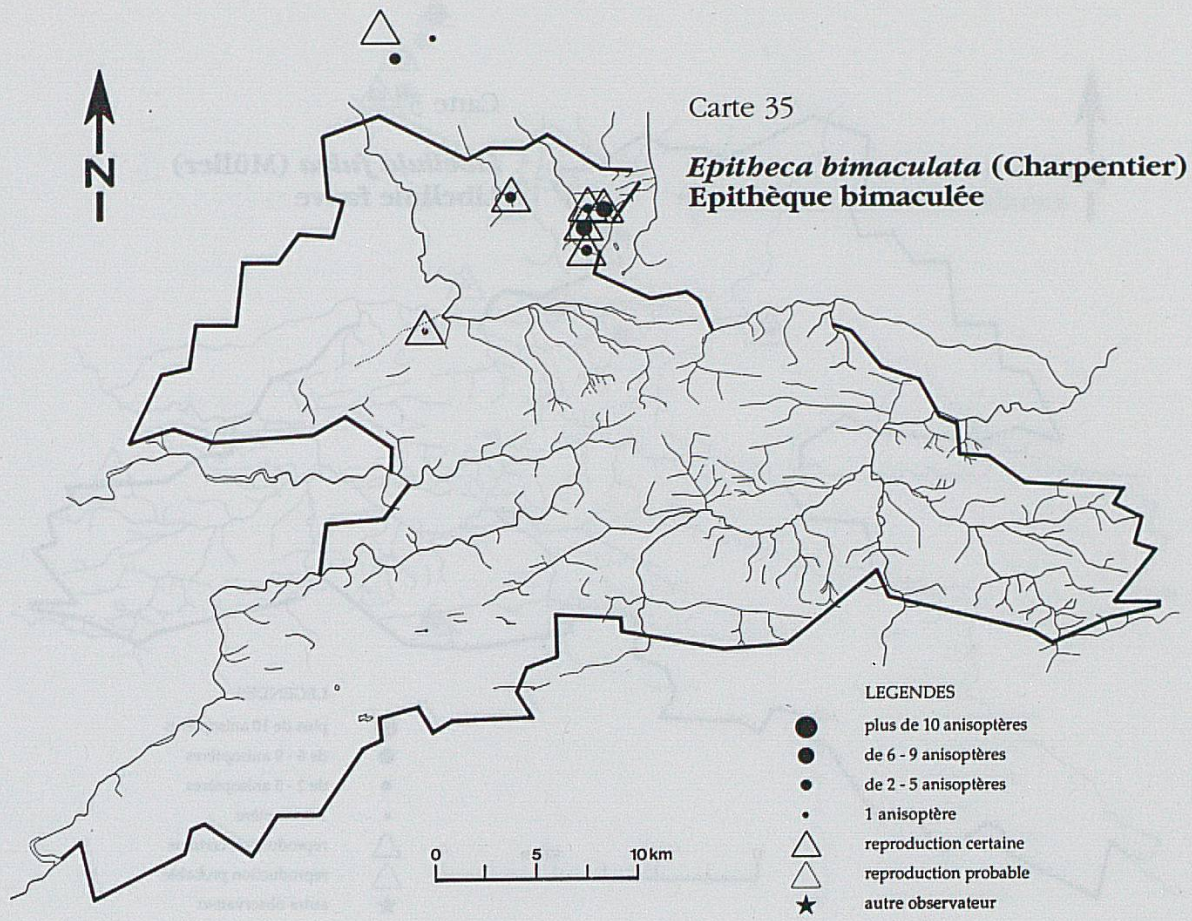 N
Carte 35
Epitheca bimaculata (Charpentier)
Epithèque bimaculée
LEGENDES
plus de 10 anisoptères
de 6 - 9 anisoptères
de 2 - 5 anisoptères
1 anisoptère
reproduction certaine
reproduction probable
autre observateur
0 5 10 km